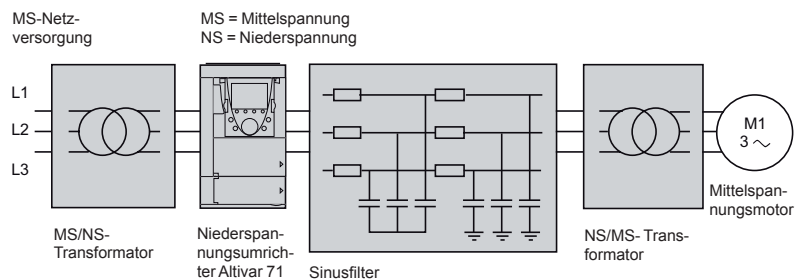 MS-Netz-
versorgung
MS = Mittelspannung
NS = Niederspannung
L1
L2
L3
M1
3 ~
MS/NS-
Transformator
Niederspan-
nungsumrich-
ter Altivar 71
Sinusfilter
NS/MS- Trans-
formator
Mittelspan-
nungsmotor